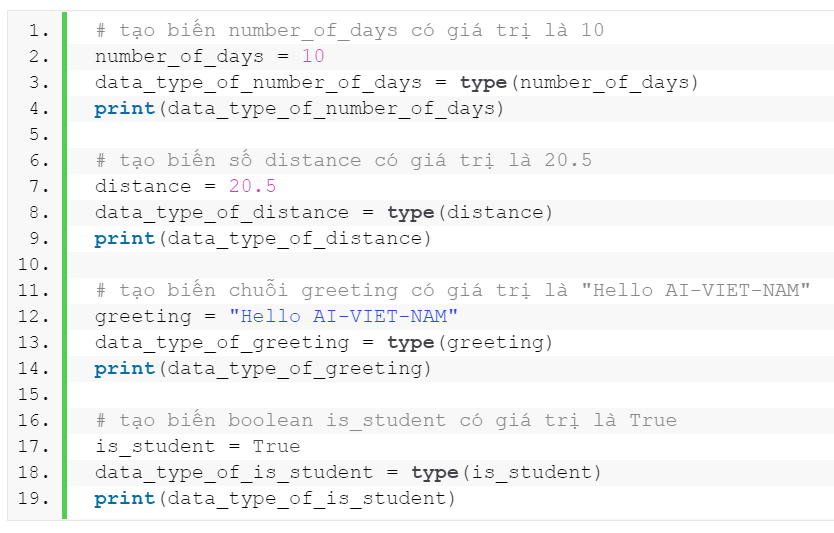 1. # tạo biến number_of_days có giá trị là 10
2. number_of_days = 10
3. data_type_of_number_of_days = type(number_of_days)
4. print(data_type_of_number_of_days)
5.
6. # tạo biến số distance có giá trị là 20.5
7. distance = 20.5
8. data_type_of_distance = type(distance)
9. print(data_type_of_distance)
10.
11. # tạo biến chuỗi greeting có giá trị là "Hello AI-VIET-NAM"
12. greeting = "Hello AI-VIET-NAM"
13. data_type_of_greeting = type(greeting)
14. print(data_type_of_greeting)
15.
16. # tạo biến boolean is_student có giá trị là True
17. is_student = True
18. data_type_of_is_student = type(is_student)
19. print(data_type_of_is_student)